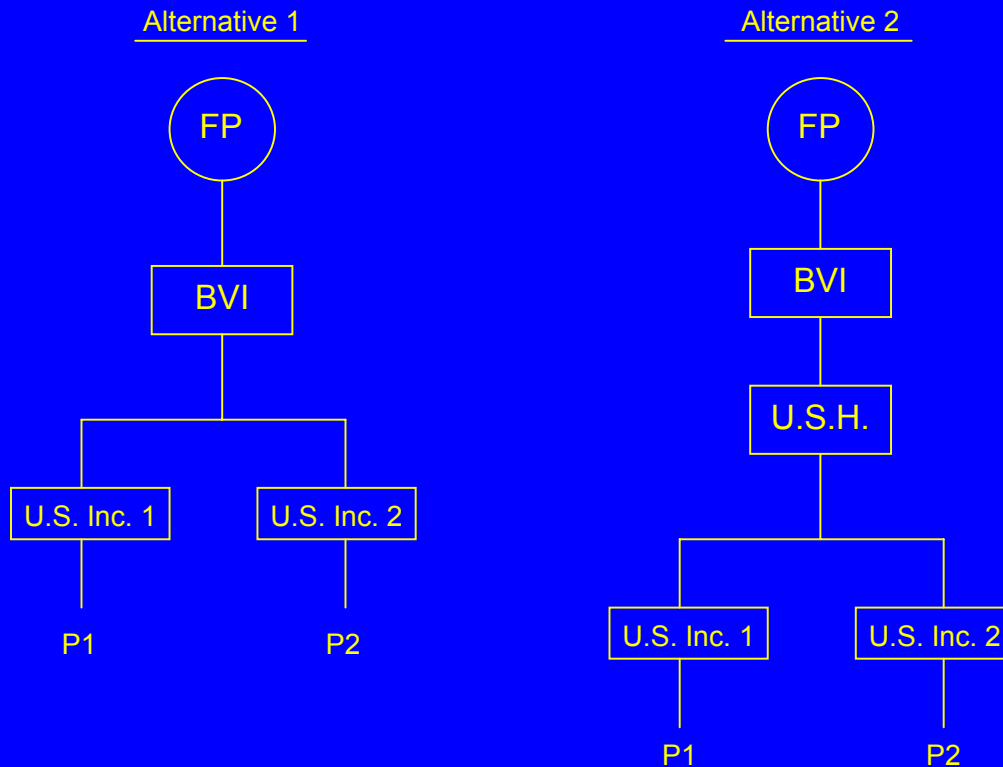 Alternative 1
FP
BVI
U.S. Inc. 1
U.S. Inc. 2
P1
P2
Alternative 2
FP
BVI
U.S.H.
U.S. Inc. 1
U.S. Inc. 2
P1
P2